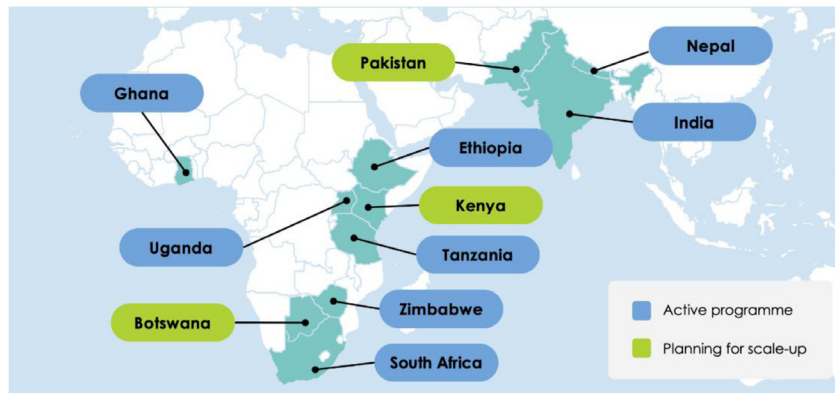 Nepal
Pakistan
Ghana
India
Ethiopia
Kenya
Uganda
Tanzania
Zimbabwe
Botswana
South Africa
Active programme
Planning for scale-up